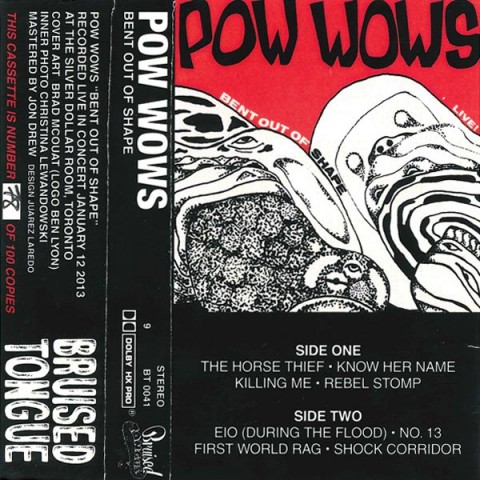 POW WOWS
BENT OUT OF SHAPE
LIVE!
SIDE ONE
THE HORSE THIEF • KNOW HER NAME
KILLING ME • REBEL STOMP
SIDE TWO
EIO (DURING THE FLOOD) • NO. 13
FIRST WORLD RAG • SHOCK CORRIDOR
POW WOWS
BENT OUT OF SHAPE
9
DOLBY HX PRO
STEREO
BT 0041
Bruised
POW WOWS "BENT OUT OF SHAPE"
RECORDED LIVE IN CONCERT JANUARY 12 2013
AT THE SILVER DOLLAR ROOM, TORONTO
INNER PHOTO CHRISTINA LEWANDOWSKI
MASTERED BY JON DREW DESIGN JUAREZ LAREDO
THIS CASSETTE IS NUMBER
OF 100 COPIES
BRUISED
TONGUE